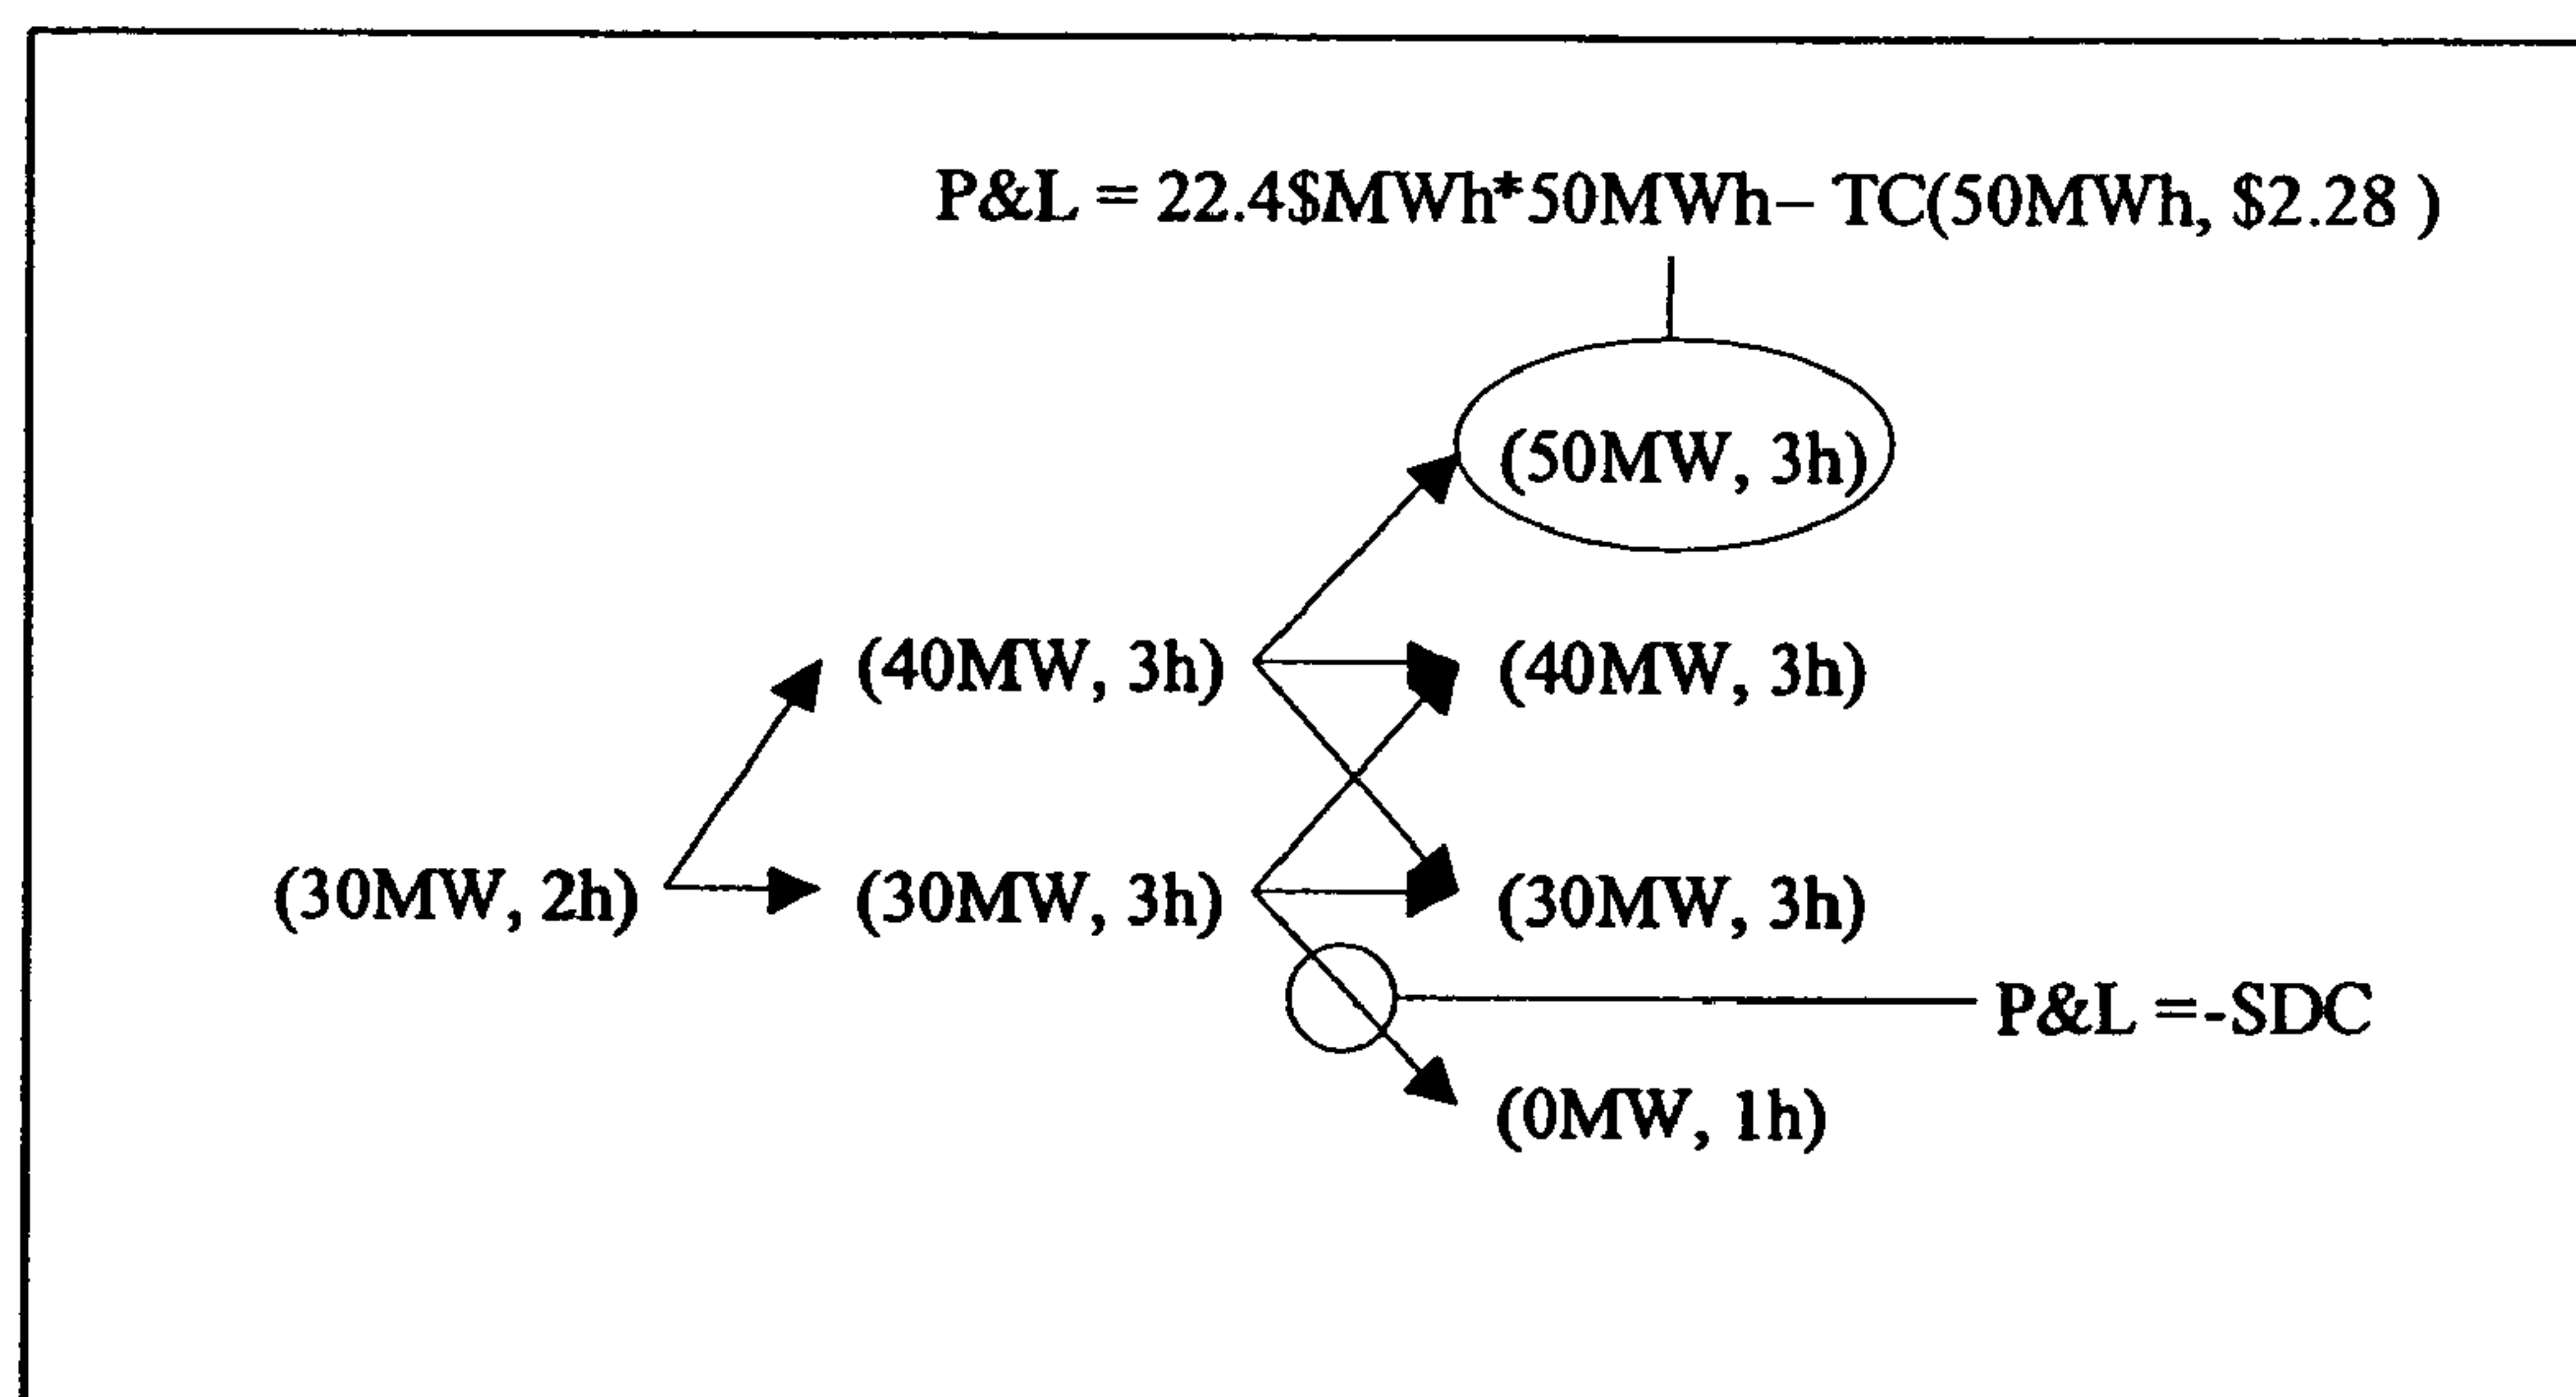 P&L = 22.4$MWh*50MWh– TC(50MWh, $2.28 )
(50MW, 3h)
(40MW, 3h) (40MW, 3h)
(30MW, 2h) (30MW, 3h) (30MW, 3h)
P&L =-SDC
(0MW, 1h)